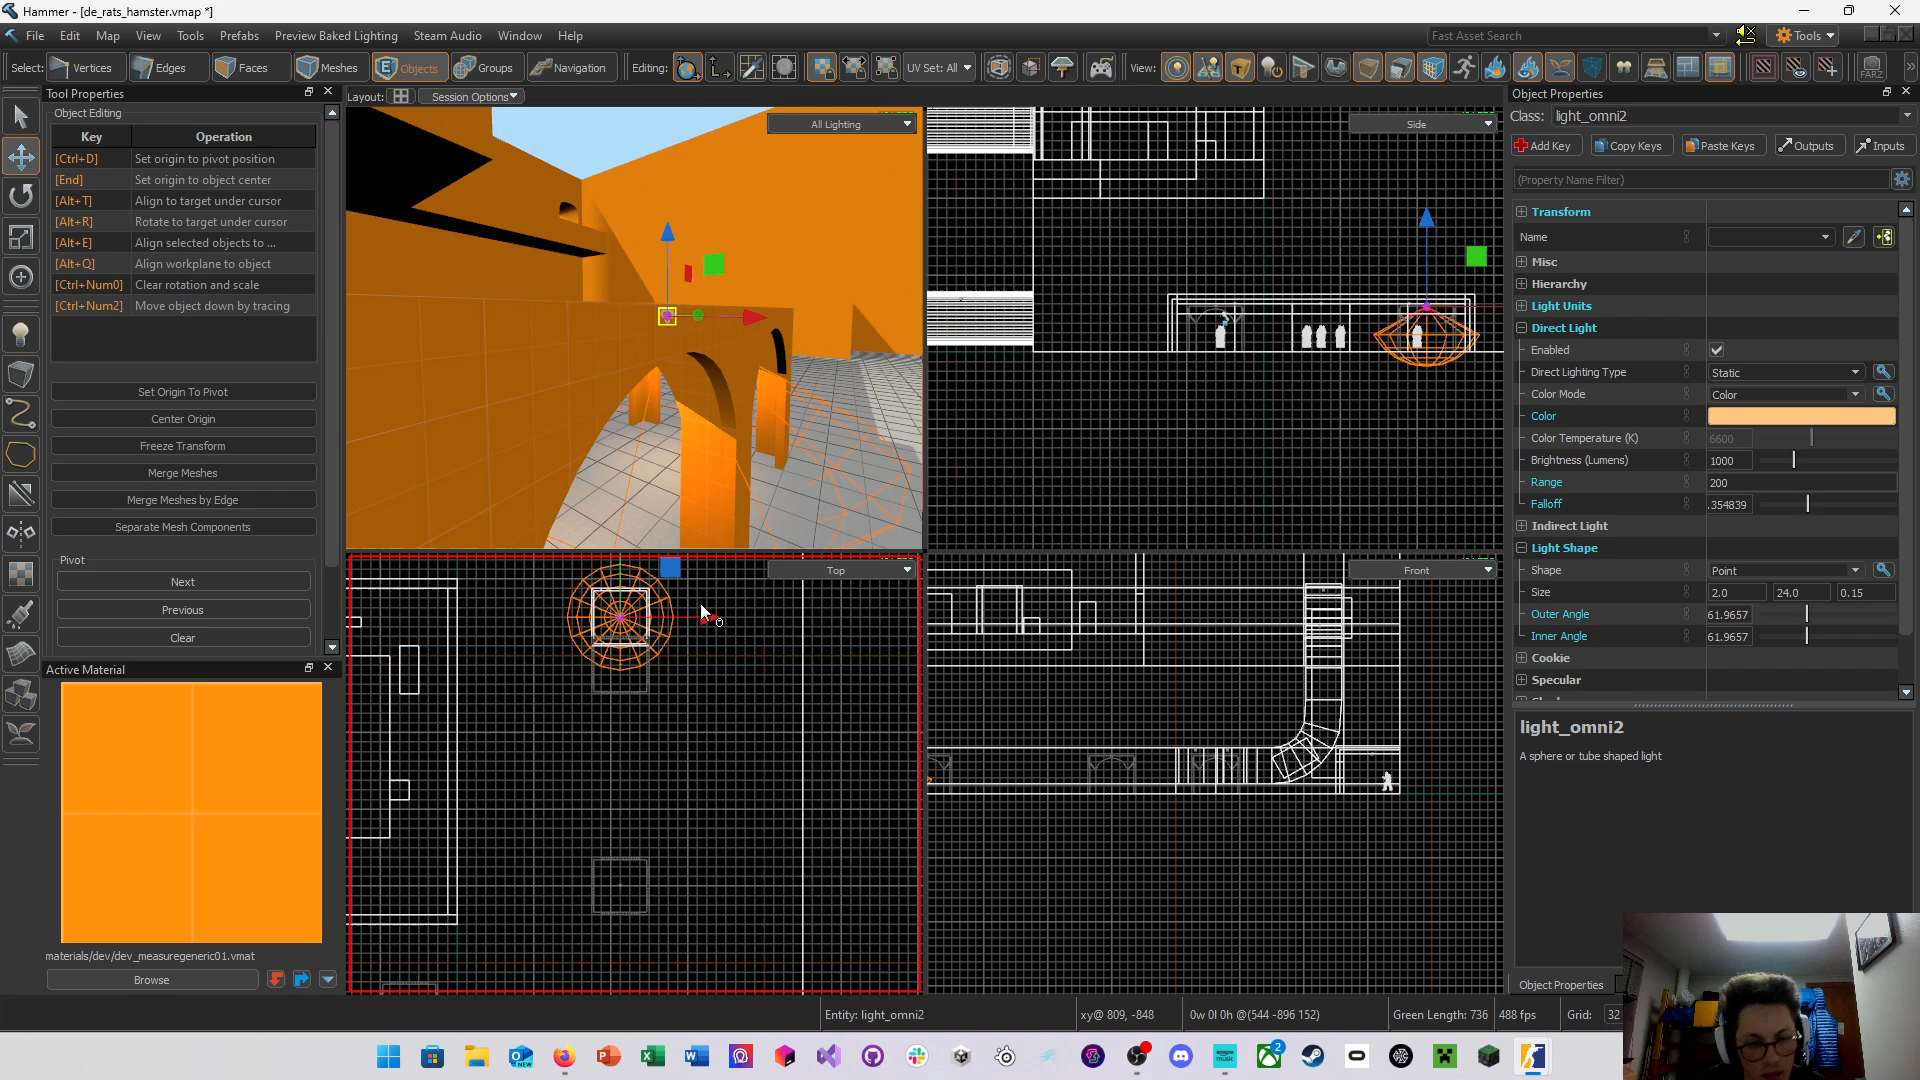 Hammer - [de_rats_hamster.vmap *]
File Edit Map View Tools Prefabs Preview Baked Lighting Steam Audio Window Help
Fast Asset Search
Tools
Select: Vertices Edges Faces Meshes Objects Groups Navigation Editing: UV Set: All View:
FARZ
Tool Properties
Layout: Session Options
Object Properties
Object Editing
Key Operation
[Ctrl+D] Set origin to pivot position
[End] Set origin to object center
[Alt+T] Align to target under cursor
[Alt+R] Rotate to target under cursor
[Alt+E] Align selected objects to ...
[Alt+Q] Align workplane to object
[Ctrl+Num0] Clear rotation and scale
[Ctrl+Num2] Move object down by tracing
Set Origin To Pivot
Center Origin
Freeze Transform
Merge Meshes
Merge Meshes by Edge
Separate Mesh Components
Pivot
Next
Previous
Clear
Active Material
materials/dev/dev_measuregeneric01.vmat
Browse
All Lighting
Side
Top
Front
Class: light_omni2
Add Key Copy Keys Paste Keys Outputs Inputs
(Property Name Filter)
Transform
Name
Misc
Hierarchy
Light Units
Direct Light
Enabled
Direct Lighting Type Static
Color Mode Color
Color
Color Temperature (K) 6600
Brightness (Lumens) 1000
Range 200
Falloff .354839
Indirect Light
Light Shape
Shape Point
Size 2.0 24.0 0.15
Outer Angle 61.9657
Inner Angle 61.9657
Cookie
Specular
light_omni2
A sphere or tube shaped light
Object Properties
Entity: light_omni2
xy@ 809, -848
0w 0l 0h @(544 -896 152)
Green Length: 736
488 fps
Grid: 32
NEW
2